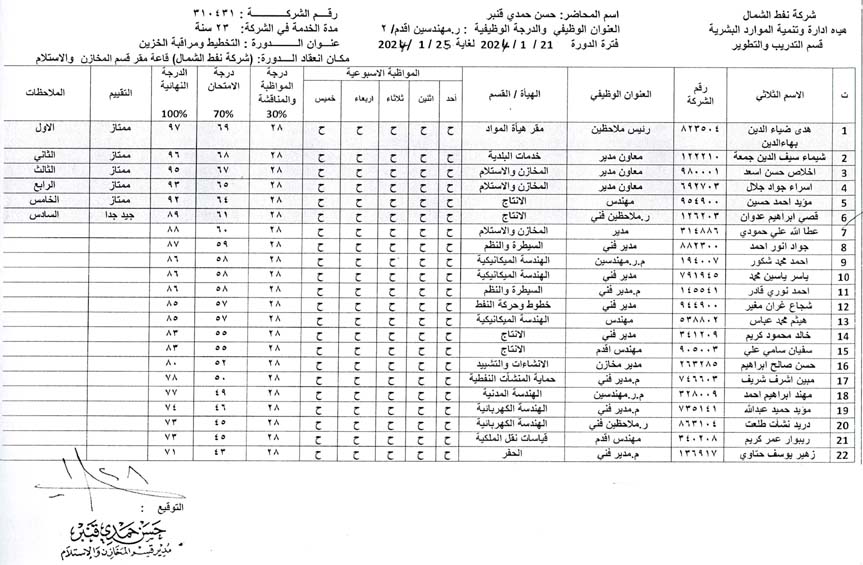 شركة نفط الشمال
هيأة ادارة وتنمية الموارد البشرية
قسم التدريب والتطوير
اسم المحاضر: حسن حمدي قنبر
العنوان الوظيفي والدرجة الوظيفية : ر.مهندسين اقدم/ ٢
فترة الدورة 21 / 1 / 2024 لغاية 25 / 1 / 2024
رقم الشركة : ٣١٠٤٣١
مدة الخدمة في الشركة: ٢٣ سنة
عنوان الدورة : التخطيط ومراقبة الخزين
مكان انعقاد الدورة: (شركة نفط الشمال) قاعة مقر قسم المخازن والاستلام
ت الاسم الثلاثي رقم الشركة العنوان الوظيفي الهيأة / القسم المواظبة الاسبوعية احد اثنين ثلاثاء اربعاء خميس درجة المواظبة والمناقشة 30% درجة الامتحان 70% الدرجة النهائية 100% التقييم الملاحظات
1 هدى ضياء الدين بهاءالدين ٨٢٣٥٠٤ رئيس ملاحظين مقر هيأة المواد ح ح ح ح ح ٢٨ ٦٩ ٩٧ ممتاز الاول
2 شيماء سيف الدين جمعة ١٢٢٢١٠ معاون مدير خدمات البلدية ح ح ح ح ح ٢٨ ٦٨ ٩٦ ممتاز الثاني
3 اخلاص حسن اسعد ٩٨٠٠٠١ معاون مدير المخازن والاستلام ح ح ح ح ح ٢٨ ٦٧ ٩٥ ممتاز الثالث
4 اسراء جواد جلال ٦٩٢٧٠٣ معاون مدير المخازن والاستلام ح ح ح ح ح ٢٨ ٦٥ ٩٣ ممتاز الرابع
5 مؤيد احمد حسين ٩٥٤٩٠٠ مهندس الانتاج ح ح ح ح ح ٢٨ ٦٤ ٩٢ ممتاز الخامس
6 قصي ابراهيم عدوان ١٢٦٢٠٣ ر.ملاحظين فني الانتاج ح ح ح ح ح ٢٨ ٦١ ٨٩ جيد جدا السادس
7 عطا الله علي حمودي ٣١٤٨٨٦ مدير المخازن والاستلام ح ح ح ح ح ٢٨ ٦٠ ٨٨
8 جواد انور احمد ٨٨٢٣٠٠ مدير فني السيطرة والنظم ح ح ح ح ح ٢٨ ٥٩ ٨٧
9 احمد محمد شكور ١٩٤٠٠٧ م.ر.مهندسين الهندسة الميكانيكية ح ح ح ح ح ٢٨ ٥٨ ٨٦
10 ياسر ياسين محمد ٧٩١٩٤٥ مدير فني الهندسة الميكانيكية ح ح ح ح ح ٢٨ ٥٨ ٨٦
11 احمد نوري قادر ١٤٥٥٤١ م.مدير فني السيطرة والنظم ح ح ح ح ح ٢٨ ٥٧ ٨٥
12 شجاع غران مغير ٩٤٤٩٠٠ مدير فني خطوط وحركة النفط ح ح ح ح ح ٢٨ ٥٧ ٨٥
13 هيثم محمد عباس ٥٣٨٨٠٢ مهندس الهندسة الميكانيكية ح ح ح ح ح ٢٨ ٥٧ ٨٥
14 خالد محمود كريم ٣٤١٢٠٩ مدير فني الانتاج ح ح ح ح ح ٢٨ ٥٥ ٨٣
15 سفيان سامي علي ٩٠٥٠٠٣ مهندس اقدم الانتاج ح ح ح ح ح ٢٨ ٥٥ ٨٣
16 حسن صالح ابراهيم ٢٦٣٢٨٥ مدير مخازن الانشاءات والتشييد ح ح ح ح ح ٢٨ ٥٢ ٨٠
17 مبين اشرف شريف ٧٤٦٦٠٣ م.مدير فني حماية المنشآت النفطية ح ح ح ح ح ٢٨ ٥٠ ٧٨
18 مهند ابراهيم احمد ٣٢٨٠٠٩ م.ر.مهندسين الهندسة المدنية ح ح ح ح ح ٢٨ ٤٩ ٧٧
19 مؤيد حميد عبدالله ٧٣٥١٤١ م.مدير فني الهندسة الكهربائية ح ح ح ح ح ٢٨ ٤٦ ٧٤
20 دريد نشأت طلعت ٨٦٣١٠٤ ر.ملاحظين فني الهندسة الكهربائية ح ح ح ح ح ٢٨ ٤٥ ٧٣
21 ريبوار عمر كريم ٣٤٠٢٠٨ مهندس اقدم قياسات نقل الملكية ح ح ح ح ح ٢٨ ٤٥ ٧٣
22 زهير يوسف حتاوي ١٣٦٩١٧ م.مدير فني الحفر ح ح ح ح ح ٢٨ ٤٣ ٧١
١/٢٨
التوقيع :
حسن حمدي قنبر
مدير قسم المخازن والاستلام